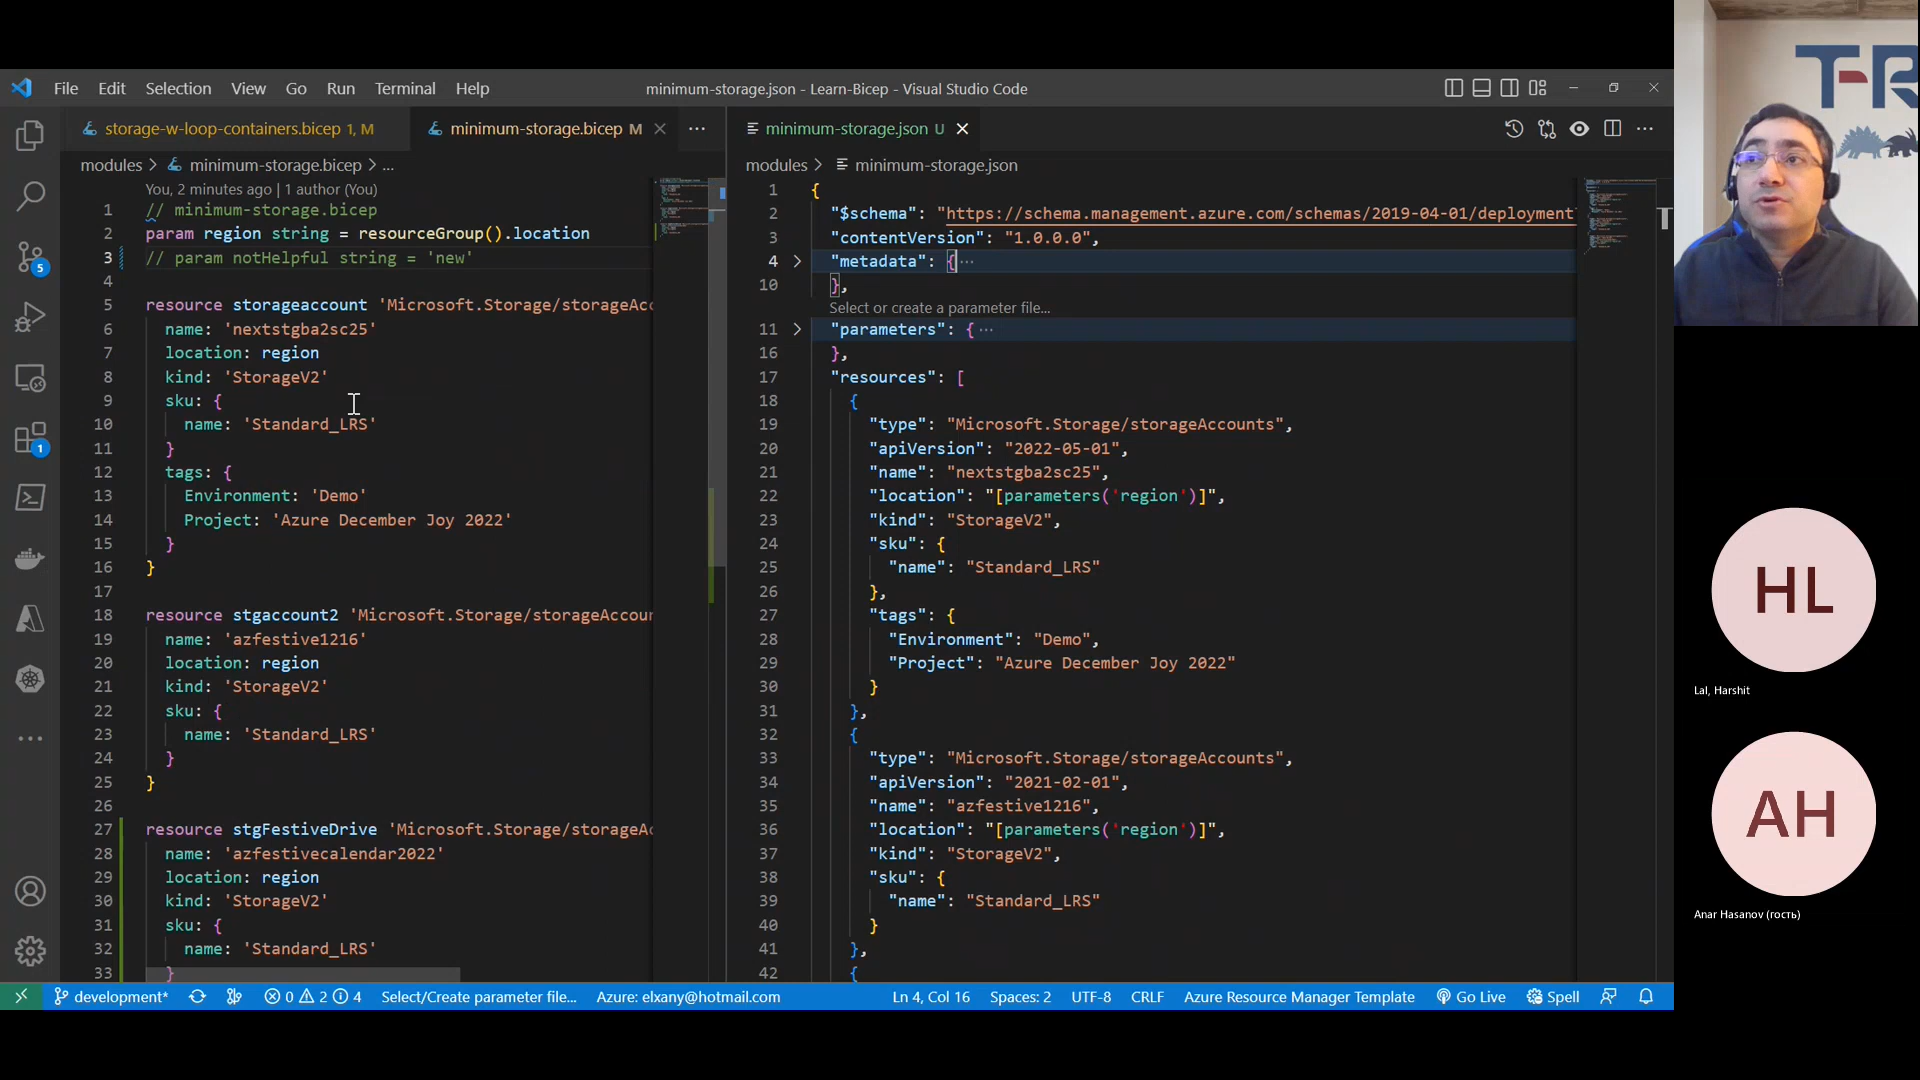 File Edit Selection View Go Run Terminal Help
minimum-storage.json - Learn-Bicep - Visual Studio Code
storage-w-loop-containers.bicep 1, M
minimum-storage.bicep M
minimum-storage.json U
modules > minimum-storage.bicep > ...
You, 2 minutes ago | 1 author (You)
1 // minimum-storage.bicep
2 param region string = resourceGroup().location
3 // param notHelpful string = 'new'
4
5 resource storageaccount 'Microsoft.Storage/storageAcc
6 name: 'nextstgba2sc25'
7 location: region
8 kind: 'StorageV2'
9 sku: {
10 name: 'Standard_LRS'
11 }
12 tags: {
13 Environment: 'Demo'
14 Project: 'Azure December Joy 2022'
15 }
16 }
17
18 resource stgaccount2 'Microsoft.Storage/storageAccoun
19 name: 'azfestive1216'
20 location: region
21 kind: 'StorageV2'
22 sku: {
23 name: 'Standard_LRS'
24 }
25 }
26
27 resource stgFestiveDrive 'Microsoft.Storage/storageAc
28 name: 'azfestivecalendar2022'
29 location: region
30 kind: 'StorageV2'
31 sku: {
32 name: 'Standard_LRS'
33 }
modules > minimum-storage.json
1 {
2 "$schema": "https://schema.management.azure.com/schemas/2019-04-01/deployment
3 "contentVersion": "1.0.0.0",
4 "metadata": {···
10 },
Select or create a parameter file...
11 "parameters": {···
16 },
17 "resources": [
18 {
19 "type": "Microsoft.Storage/storageAccounts",
20 "apiVersion": "2022-05-01",
21 "name": "nextstgba2sc25",
22 "location": "[parameters('region')]",
23 "kind": "StorageV2",
24 "sku": {
25 "name": "Standard_LRS"
26 },
27 "tags": {
28 "Environment": "Demo",
29 "Project": "Azure December Joy 2022"
30 }
31 },
32 {
33 "type": "Microsoft.Storage/storageAccounts",
34 "apiVersion": "2021-02-01",
35 "name": "azfestive1216",
36 "location": "[parameters('region')]",
37 "kind": "StorageV2",
38 "sku": {
39 "name": "Standard_LRS"
40 }
41 },
42 {
5
1
development* 0 2 4 Select/Create parameter file... Azure: elxany@hotmail.com Ln 4, Col 16 Spaces: 2 UTF-8 CRLF Azure Resource Manager Template Go Live Spell
T-R
HL
Lal, Harshit
AH
Anar Hasanov (гость)